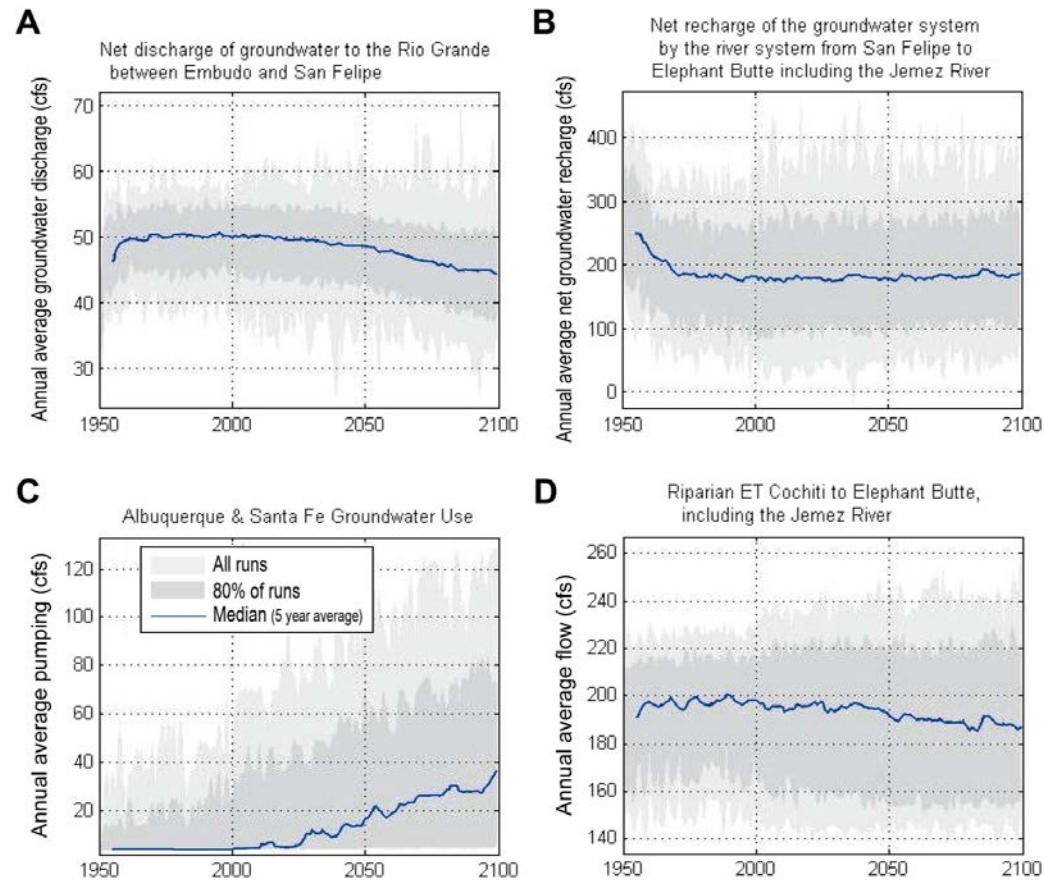 A
Net discharge of groundwater to the Rio Grande
between Embudo and San Felipe
Annual average groundwater discharge (cfs)
70
60
50
40
30
1950
2000
2050
2100
B
Net recharge of the groundwater system
by the river system from San Felipe to
Elephant Butte including the Jemez River
Annual average net groundwater recharge (cfs)
400
300
200
100
0
1950
2000
2050
2100
C
Albuquerque & Santa Fe Groundwater Use
Annual average pumping (cfs)
120
100
80
60
40
20
All runs
80% of runs
Median (5 year average)
1950
2000
2050
2100
D
Riparian ET Cochiti to Elephant Butte,
including the Jemez River
Annual average flow (cfs)
260
240
220
200
180
160
140
1950
2000
2050
2100